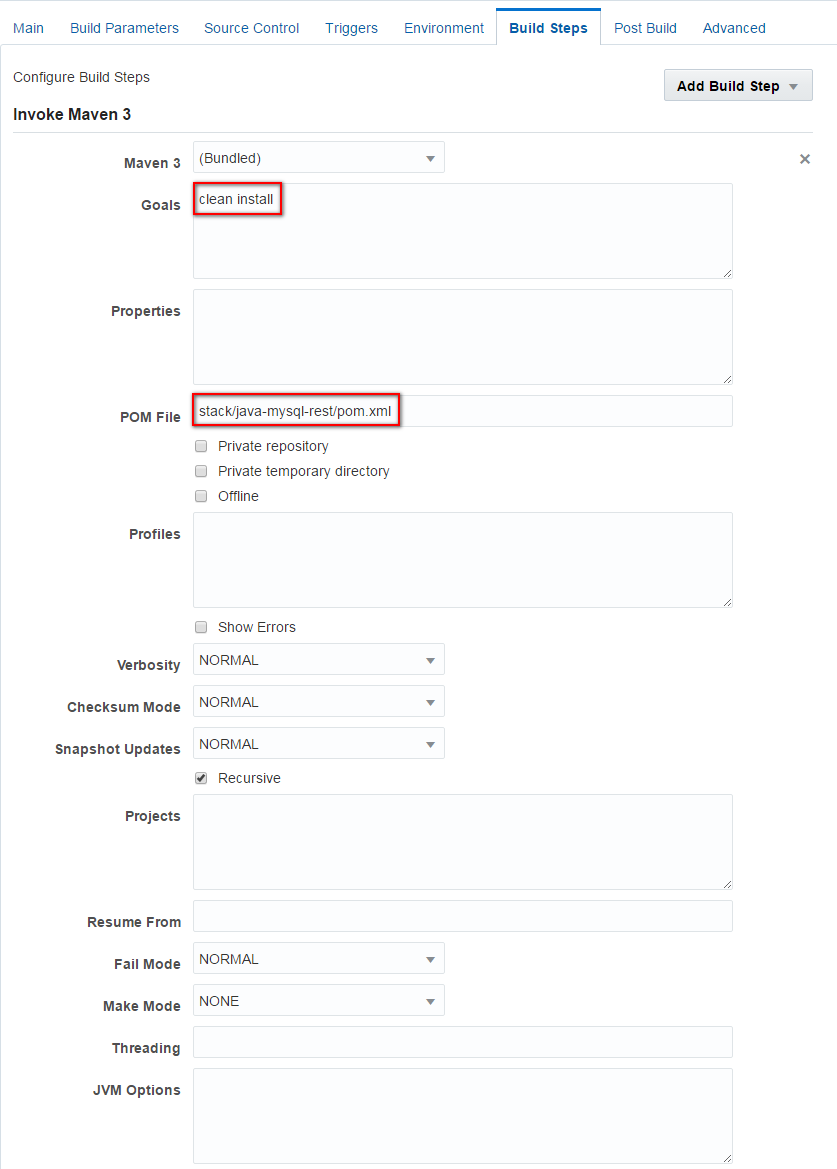 Main Build Parameters Source Control Triggers Environment Build Steps Post Build Advanced
Configure Build Steps
Add Build Step
Invoke Maven 3
Maven 3 (Bundled)
Goals clean install
Properties
POM File stack/java-mysql-rest/pom.xml
Private repository
Private temporary directory
Offline
Profiles
Show Errors
Verbosity NORMAL
Checksum Mode NORMAL
Snapshot Updates NORMAL
Recursive
Projects
Resume From
Fail Mode NORMAL
Make Mode NONE
Threading
JVM Options